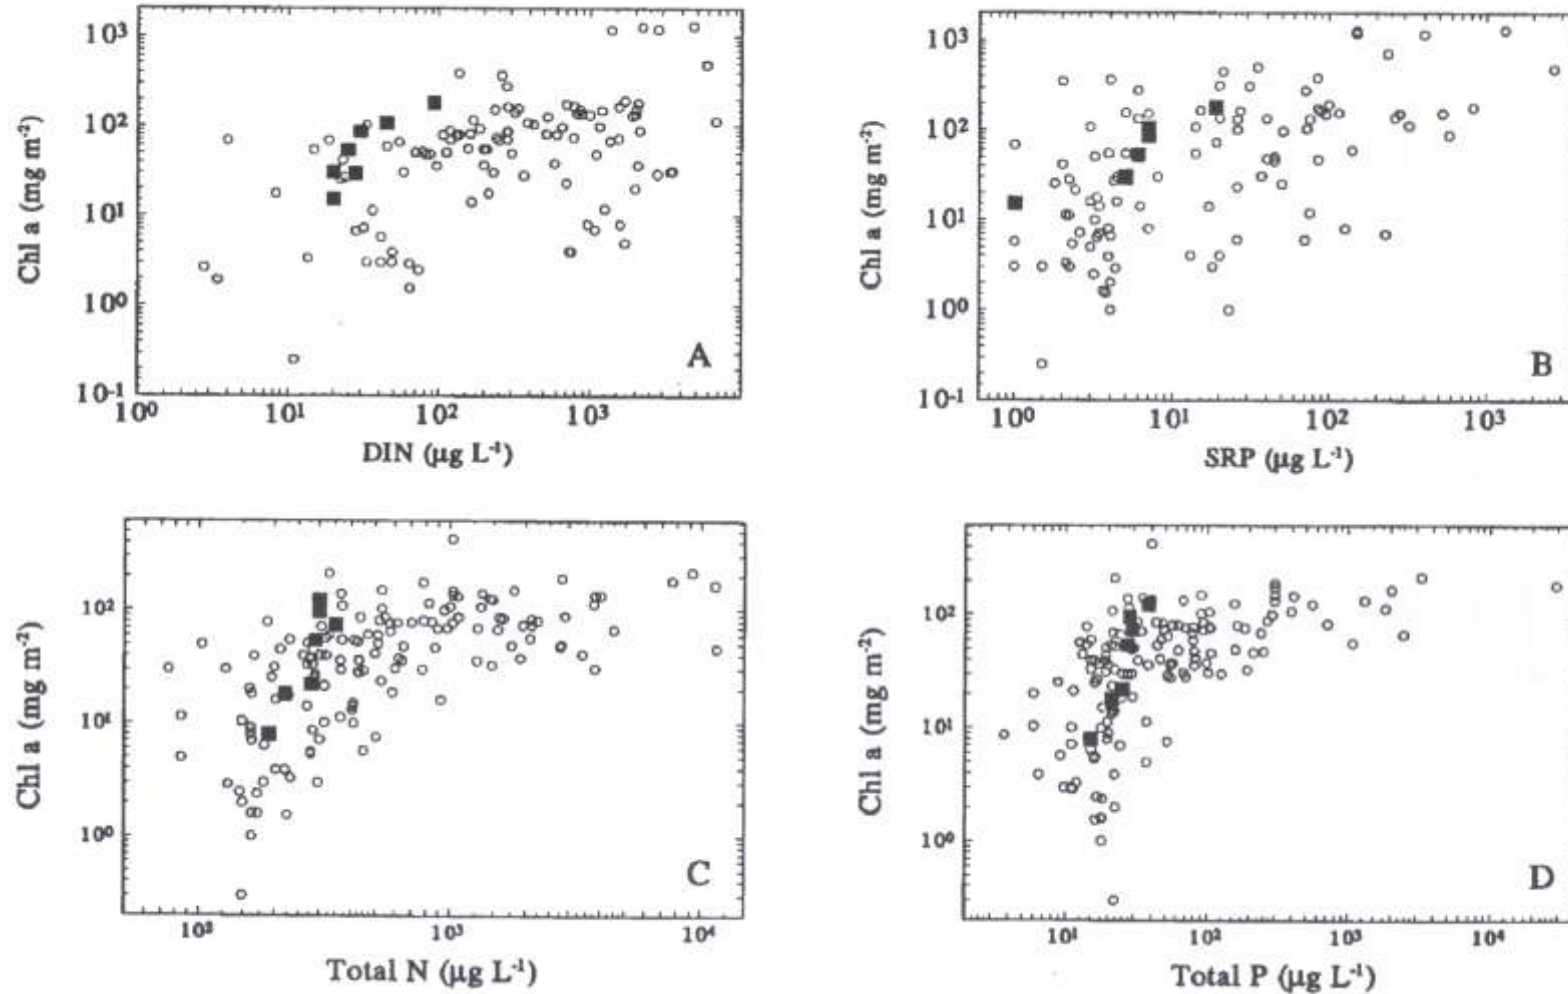 10³
10²
10¹
10⁰
10⁻¹
Chl a (mg m⁻²)
A
10⁰ 10¹ 10² 10³
DIN (µg L⁻¹)
10³
10²
10¹
10⁰
10⁻¹
Chl a (mg m⁻²)
B
10⁰ 10¹ 10² 10³
SRP (µg L⁻¹)
10²
10¹
10⁰
Chl a (mg m⁻²)
C
10² 10³ 10⁴
Total N (µg L⁻¹)
10²
10¹
10⁰
Chl a (mg m⁻²)
D
10¹ 10² 10³ 10⁴
Total P (µg L⁻¹)